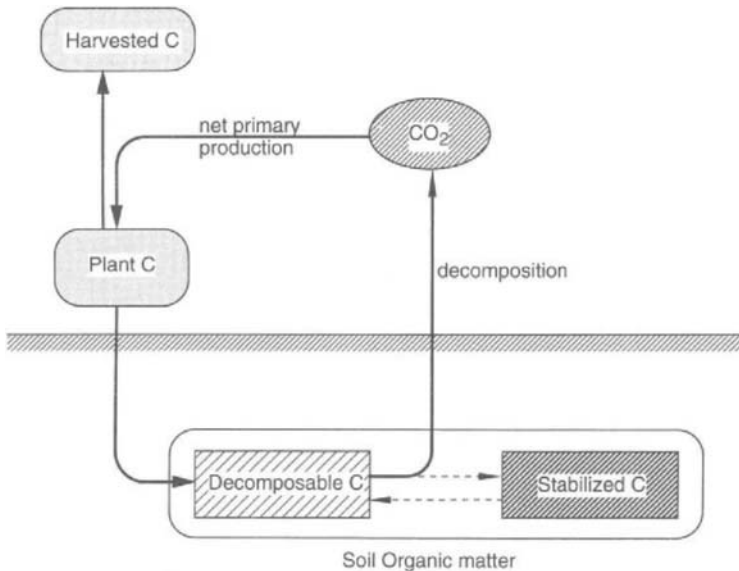 Harvested C
net primary
production
CO₂
Plant C
decomposition
Decomposable C
Stabilized C
Soil Organic matter